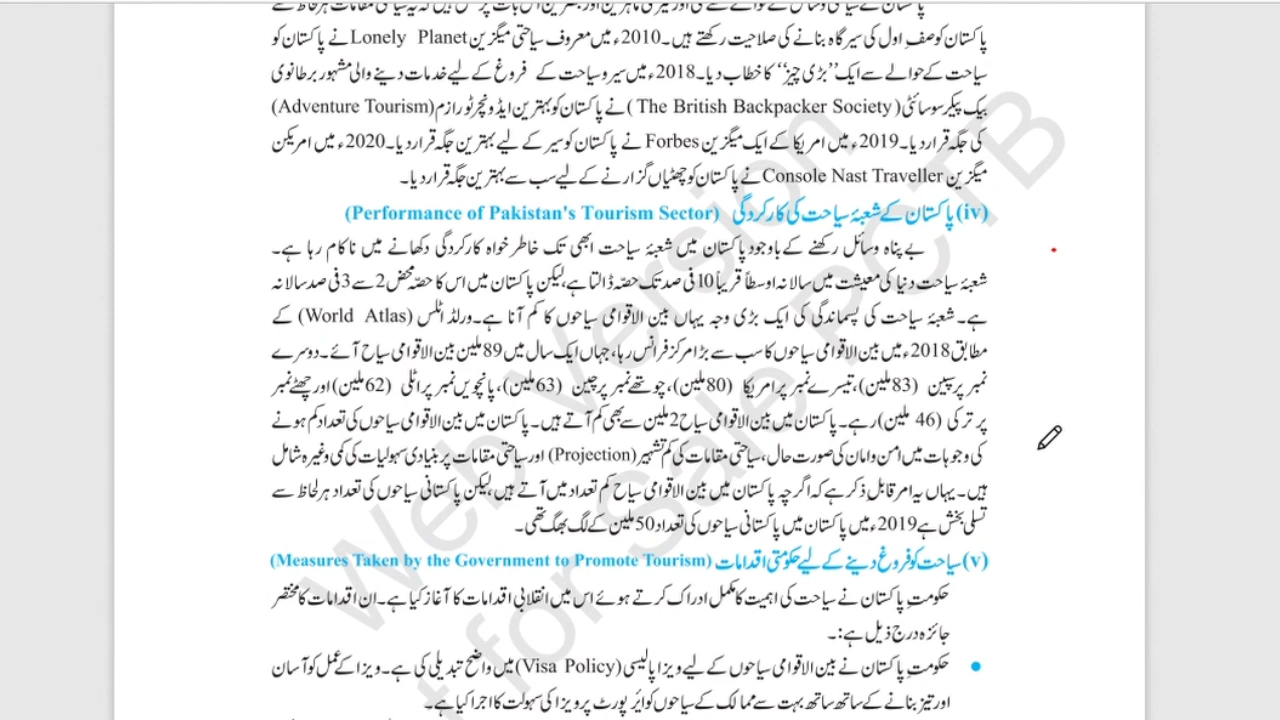 پاکستان کو صفِ اول کی سیر گاہ بنانے کی صلاحیت رکھتے ہیں۔ 2010ء میں معروف سیاحتی میگزین Lonely Planet نے پاکستان کو
سیاحت کے حوالے سے ایک ’’بڑی چیز‘‘ کا خطاب دیا۔ 2018ء میں سیر و سیاحت کے فروغ کے لیے خدمات دینے والی مشہور برطانوی
بیک پیکر سوسائٹی (The British Backpacker Society) نے پاکستان کو بہترین ایڈونچر ٹورازم (Adventure Tourism)
کی جگہ قرار دیا۔ 2019ء میں امریکا کے ایک میگزین Forbes نے پاکستان کو سیر کے لیے بہترین جگہ قرار دیا۔ 2020ء میں امریکن
میگزین Console Nast Traveller نے پاکستان کو چھٹیاں گزارنے کے لیے سب سے بہترین جگہ قرار دیا۔
(iv) پاکستان کے شعبۂ سیاحت کی کارکردگی (Performance of Pakistan's Tourism Sector)
بے پناہ وسائل رکھنے کے باوجود پاکستان میں شعبۂ سیاحت ابھی تک خاطر خواہ کارکردگی دکھانے میں ناکام رہا ہے۔
شعبۂ سیاحت دنیا کی معیشت میں سالانہ اوسطاً قریباً 10 فی صد تک حصّہ ڈالتا ہے، لیکن پاکستان میں اس کا حصّہ محض 2 سے 3 فی صد سالانہ
ہے۔ شعبۂ سیاحت کی پسماندگی کی ایک بڑی وجہ یہاں بین الاقوامی سیاحوں کا کم آنا ہے۔ ورلڈ اٹلس (World Atlas) کے
مطابق 2018ء میں بین الاقوامی سیاحوں کا سب سے بڑا مرکز فرانس رہا، جہاں ایک سال میں 89 ملین بین الاقوامی سیاح آئے۔ دوسرے
نمبر پر سپین (83 ملین)، تیسرے نمبر پر امریکا (80 ملین)، چوتھے نمبر پر چین (63 ملین)، پانچویں نمبر پر اٹلی (62 ملین) اور چھٹے نمبر
پر ترکی (46 ملین) رہے۔ پاکستان میں بین الاقوامی سیاح 2 ملین سے بھی کم آتے ہیں۔ پاکستان میں بین الاقوامی سیاحوں کی تعداد کم ہونے
کی وجوہات میں امن و امان کی صورت حال، سیاحتی مقامات کی کم تشہیر (Projection) اور سیاحتی مقامات پر بنیادی سہولیات کی کمی وغیرہ شامل
ہیں۔ یہاں یہ امر قابلِ ذکر ہے کہ اگرچہ پاکستان میں بین الاقوامی سیاح کم تعداد میں آتے ہیں، لیکن پاکستانی سیاحوں کی تعداد ہر لحاظ سے
تسلی بخش ہے 2019ء میں پاکستان میں پاکستانی سیاحوں کی تعداد 50 ملین کے لگ بھگ تھی۔
(v) سیاحت کو فروغ دینے کے لیے حکومتی اقدامات (Measures Taken by the Government to Promote Tourism)
حکومتِ پاکستان نے سیاحت کی اہمیت کا مکمل ادراک کرتے ہوئے اس میں انقلابی اقدامات کا آغاز کیا ہے۔ ان اقدامات کا مختصر
جائزہ درج ذیل ہے:۔
• حکومتِ پاکستان نے بین الاقوامی سیاحوں کے لیے ویزا پالیسی (Visa Policy) میں واضح تبدیلی کی ہے۔ ویزا کے عمل کو آسان
اور تیز بنانے کے ساتھ ساتھ بہت سے ممالک کے سیاحوں کو ائر پورٹ پر ویزا کی سہولت کا اجرا کیا ہے۔
Web Version
for Sale PCTB